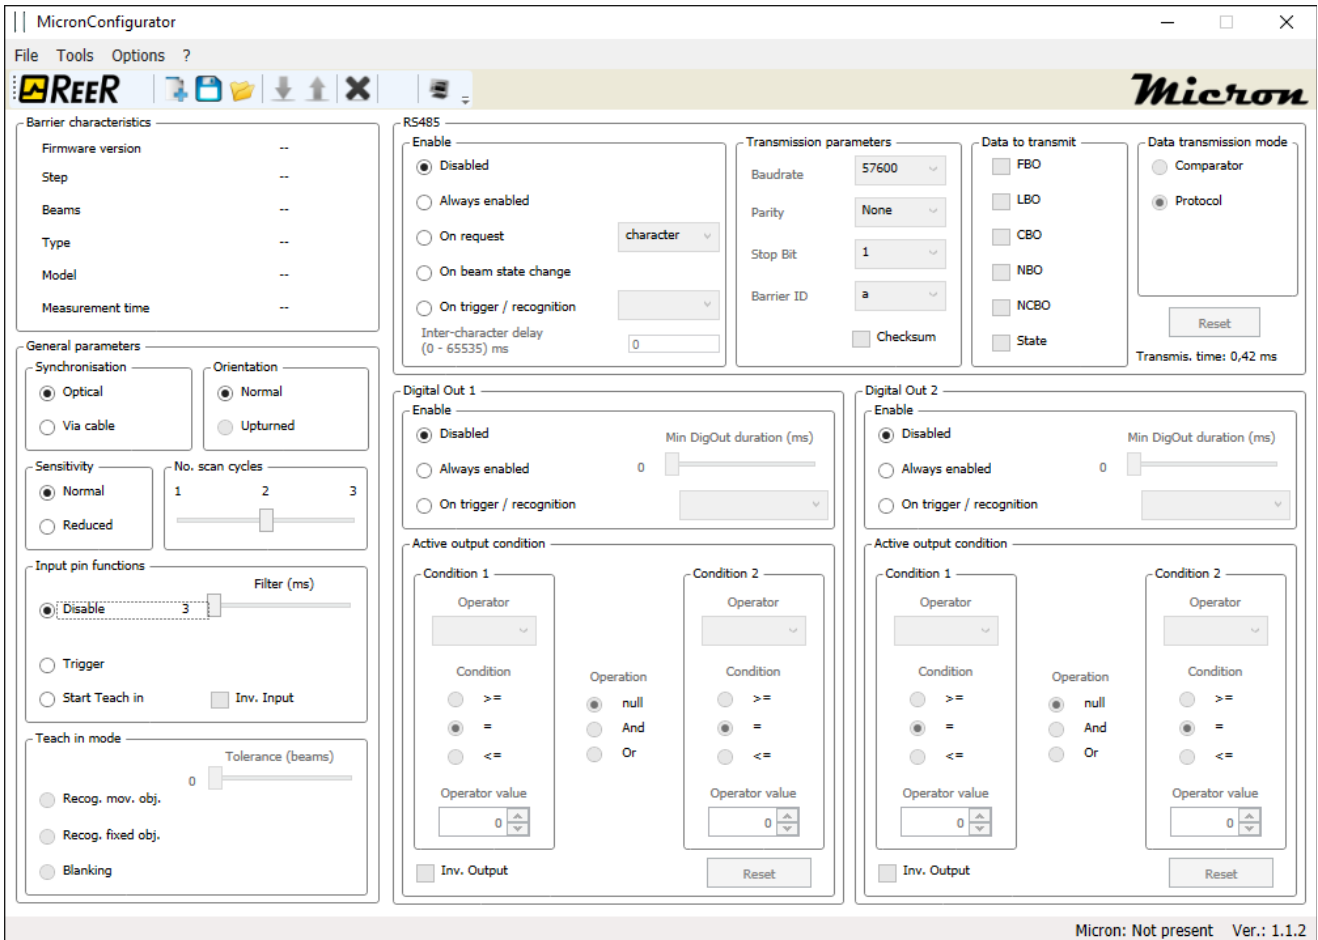 MicronConfigurator
File Tools Options ?
REER
Micron
Barrier characteristics
Firmware version --
Step --
Beams --
Type --
Model --
Measurement time --
General parameters
Synchronisation
Optical
Via cable
Orientation
Normal
Upturned
Sensitivity
Normal
Reduced
No. scan cycles
1 2 3
Input pin functions
Filter (ms)
Disable 3
Trigger
Start Teach in
Inv. Input
Teach in mode
Tolerance (beams)
0
Recog. mov. obj.
Recog. fixed obj.
Blanking
RS485
Enable
Disabled
Always enabled
On request character
On beam state change
On trigger / recognition
Inter-character delay
(0 - 65535) ms
0
Transmission parameters
Baudrate 57600
Parity None
Stop Bit 1
Barrier ID a
Checksum
Data to transmit
FBO
LBO
CBO
NBO
NCBO
State
Data transmission mode
Comparator
Protocol
Reset
Transmis. time: 0,42 ms
Digital Out 1
Enable
Disabled
Always enabled
On trigger / recognition
Min DigOut duration (ms)
0
Active output condition
Condition 1
Operator
Condition
>=
=
<=
Operator value
0
Operation
null
And
Or
Condition 2
Operator
Condition
>=
=
<=
Operator value
0
Inv. Output
Reset
Digital Out 2
Enable
Disabled
Always enabled
On trigger / recognition
Min DigOut duration (ms)
0
Active output condition
Condition 1
Operator
Condition
>=
=
<=
Operator value
0
Operation
null
And
Or
Condition 2
Operator
Condition
>=
=
<=
Operator value
0
Inv. Output
Reset
Micron: Not present Ver.: 1.1.2